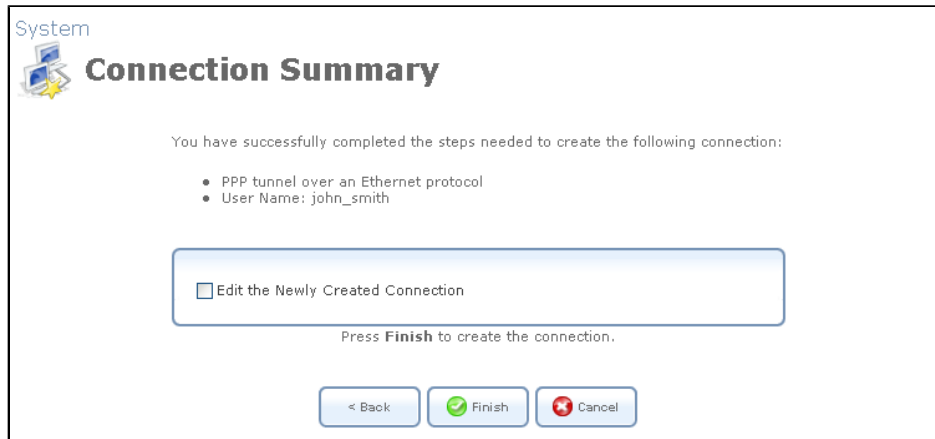 System
Connection Summary
You have successfully completed the steps needed to create the following connection:
PPP tunnel over an Ethernet protocol
User Name: john_smith
Edit the Newly Created Connection
Press Finish to create the connection.
< Back
Finish
Cancel